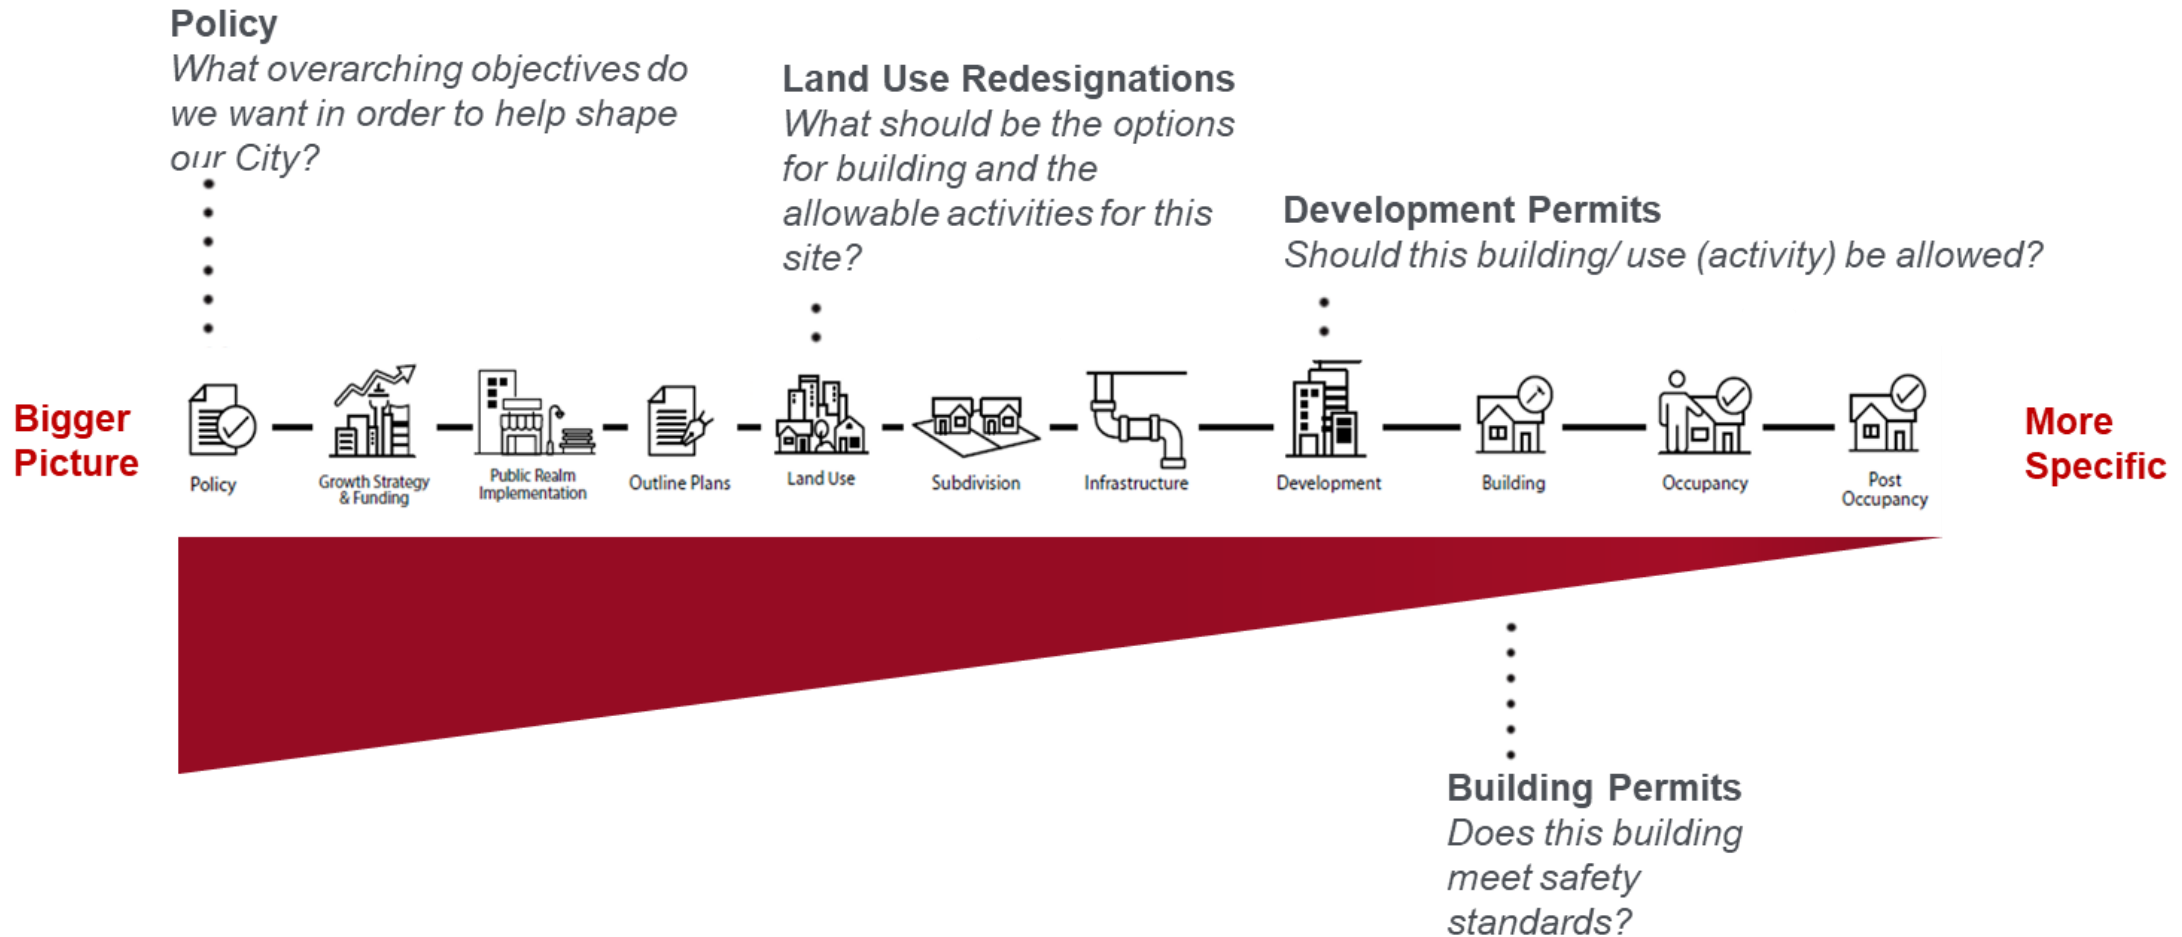 Policy
What overarching objectives do
we want in order to help shape
our City?
Land Use Redesignations
What should be the options
for building and the
allowable activities for this
site?
Development Permits
Should this building/ use (activity) be allowed?
Bigger
Picture
Policy
Growth Strategy
& Funding
Public Realm
Implementation
Outline Plans
Land Use
Subdivision
Infrastructure
Development
Building
Occupancy
Post
Occupancy
More
Specific
Building Permits
Does this building
meet safety
standards?